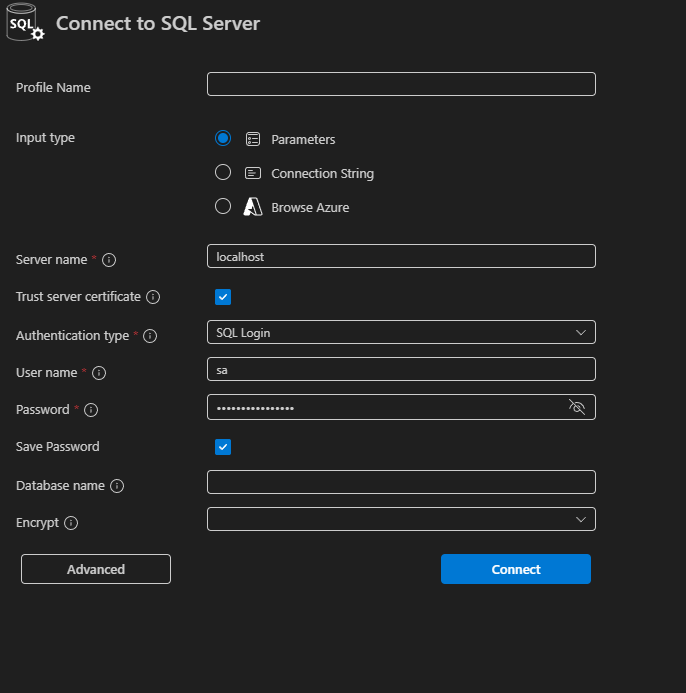 SQL
Connect to SQL Server
Profile Name
Input type
Parameters
Connection String
Browse Azure
Server name *
localhost
Trust server certificate
Authentication type *
SQL Login
User name *
sa
Password *
••••••••••••••••
Save Password
Database name
Encrypt
Advanced
Connect